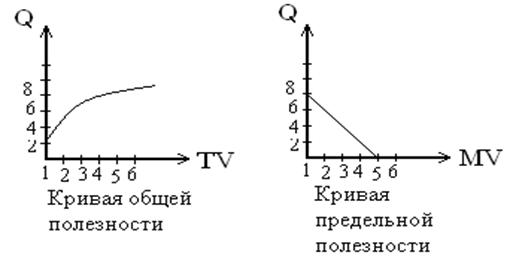 Q
8
6
4
2
1 2 3 4 5 6
TV
Кривая общей
полезности
Q
8
6
4
2
1 2 3 4 5 6
MV
Кривая
предельной
полезности